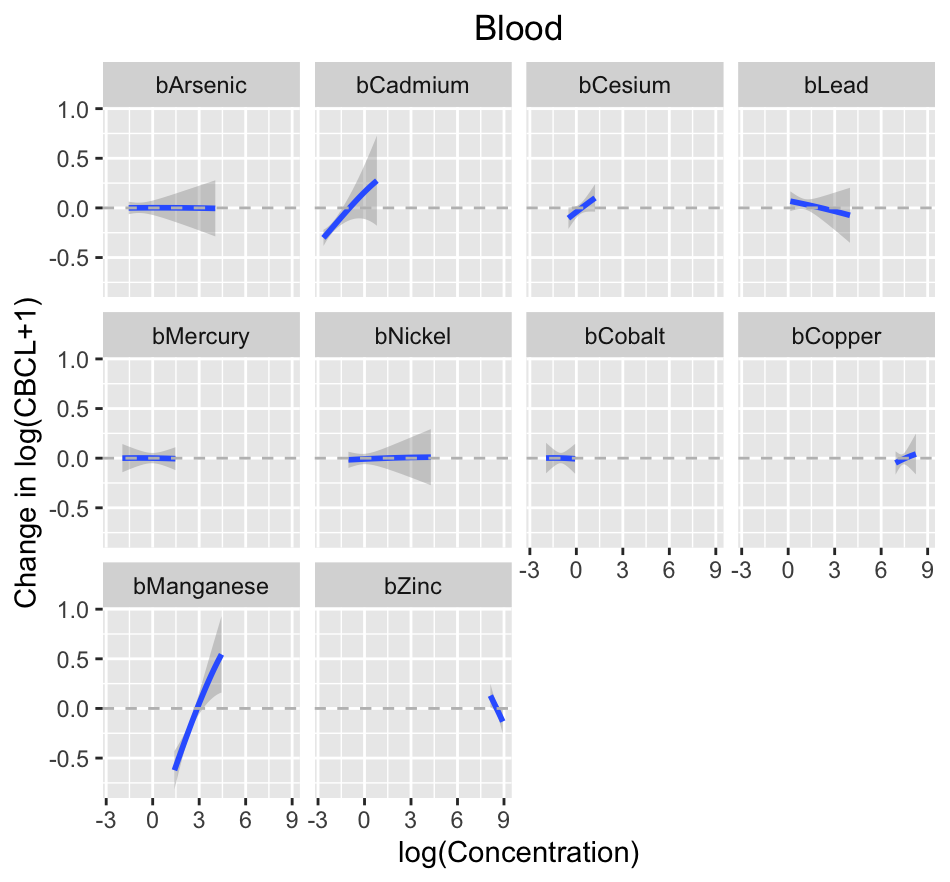 Blood
bArsenic bCadmium bCesium bLead
1.0
0.5
0.0
-0.5
bMercury bNickel bCobalt bCopper
1.0
0.5
0.0
-0.5
-3 0 3 6 9 -3 0 3 6 9
bManganese bZinc
1.0
0.5
0.0
-0.5
-3 0 3 6 9 -3 0 3 6 9
log(Concentration)
Change in log(CBCL+1)